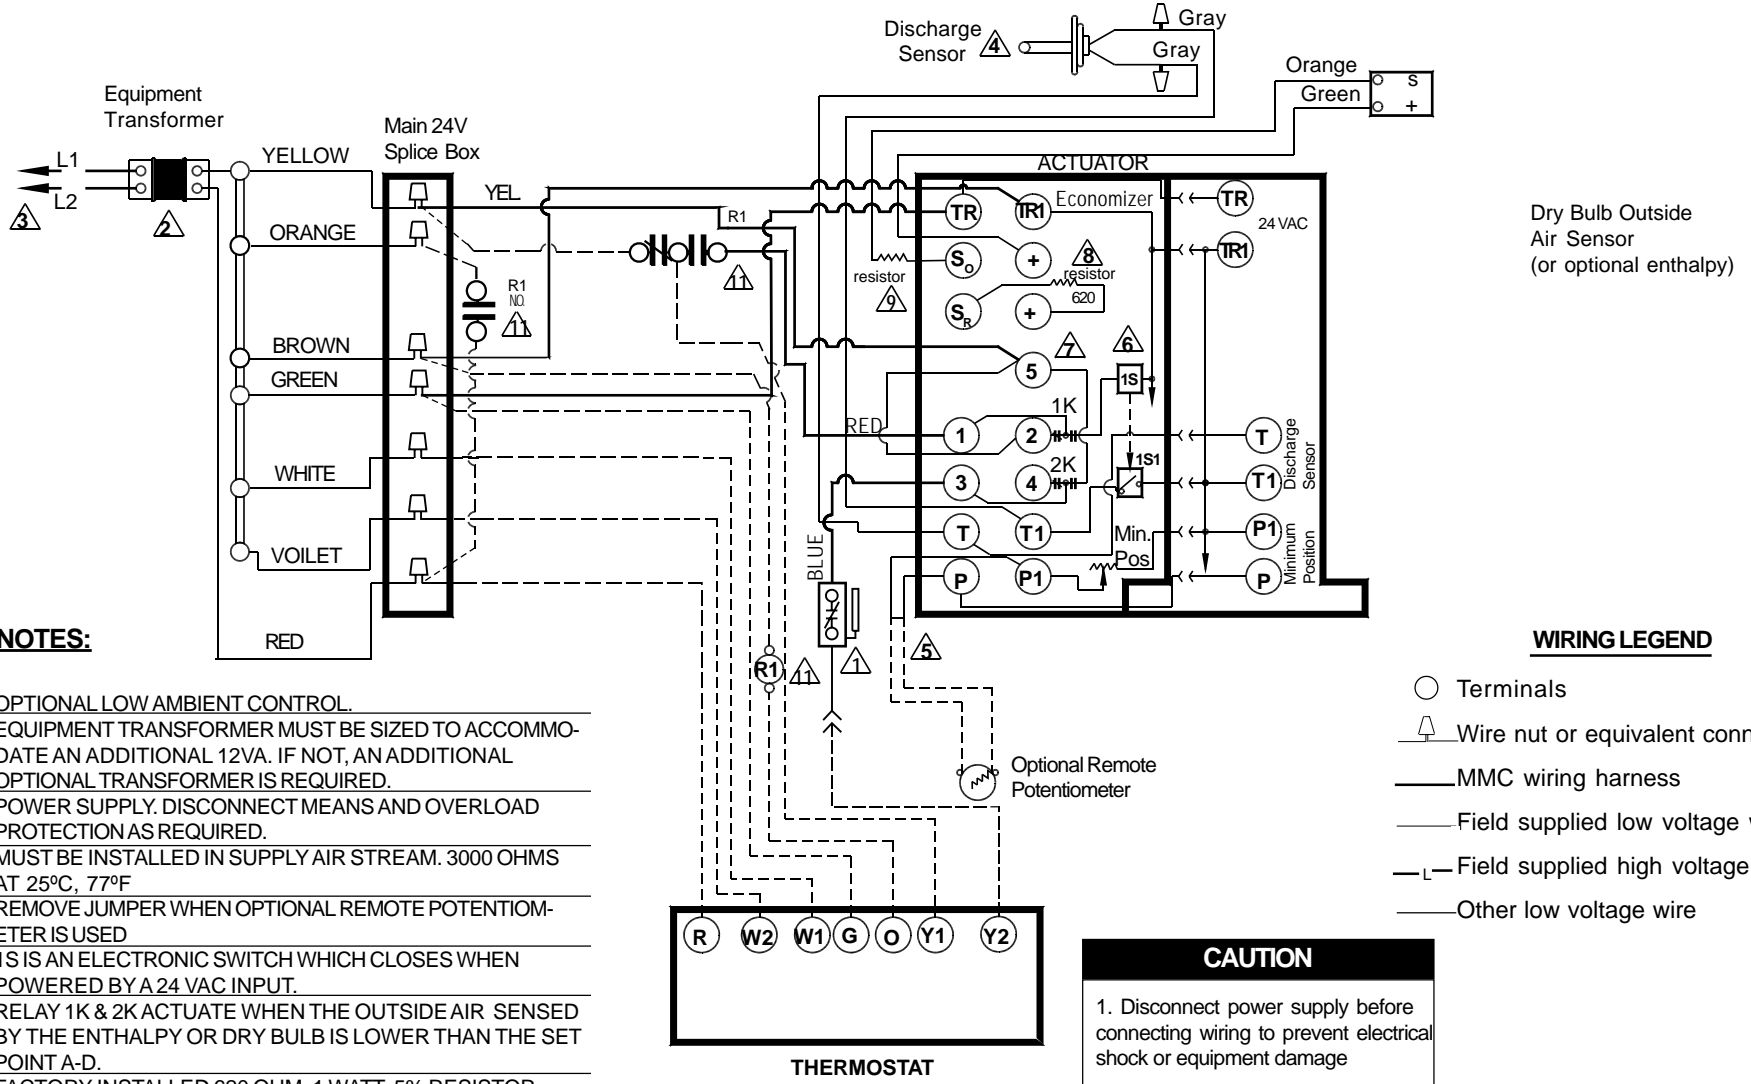 Discharge
Sensor
4
Gray
Gray
Orange
Green
S
+
Equipment
Transformer
L1
L2
3
2
Main 24V
Splice Box
YELLOW
ORANGE
BROWN
GREEN
WHITE
VOILET
RED
YEL
R1
11
R1
N.O.
11
resistor
9
RED
BLUE
ACTUATOR
Economizer
TR
TR1
SO
+
8
resistor
620
SR
+
5
7
6
1S
1
2
1K
3
4
2K
1S1
T
T1
Min.
Pos
P
P1
TR
24 VAC
TR1
T
T1
Discharge
Sensor
P1
P
Minimum
Position
Dry Bulb Outside
Air Sensor
(or optional enthalpy)
R1
11
1
5
Optional Remote
Potentiometer
R
W2
W1
G
O
Y1
Y2
THERMOSTAT
NOTES:
OPTIONAL LOW AMBIENT CONTROL.
EQUIPMENT TRANSFORMER MUST BE SIZED TO ACCOMMO-
DATE AN ADDITIONAL 12VA. IF NOT, AN ADDITIONAL
OPTIONAL TRANSFORMER IS REQUIRED.
POWER SUPPLY. DISCONNECT MEANS AND OVERLOAD
PROTECTION AS REQUIRED.
MUST BE INSTALLED IN SUPPLY AIR STREAM. 3000 OHMS
AT 25ºC, 77ºF
REMOVE JUMPER WHEN OPTIONAL REMOTE POTENTIOM-
ETER IS USED
1S IS AN ELECTRONIC SWITCH WHICH CLOSES WHEN
POWERED BY A 24 VAC INPUT.
RELAY 1K & 2K ACTUATE WHEN THE OUTSIDE AIR SENSED
BY THE ENTHALPY OR DRY BULB IS LOWER THAN THE SET
POINT A-D.
FACTORY INSTALLED 620 OHM, 1 WATT, 5% RESISTOR
WIRING LEGEND
Terminals
Wire nut or equivalent conn
MMC wiring harness
Field supplied low voltage
L Field supplied high voltage
Other low voltage wire
CAUTION
1. Disconnect power supply before
connecting wiring to prevent electrical
shock or equipment damage